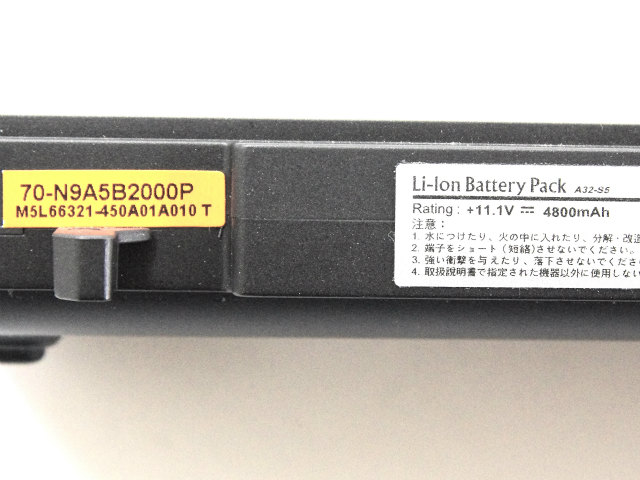 70-N9A5B2000P
M5L66321-450A01A010 T
Li-Ion Battery Pack A32-S5
Rating : +11.1V ⎓ 4800mAh
注意：
1. 水につけたり、火の中に入れたり、分解・改造
2. 端子をショート（短絡）させないでください。
3. 強い衝撃を与えたり、落下させないでくださ
4. 取扱説明書で指定された機器以外に使用しない